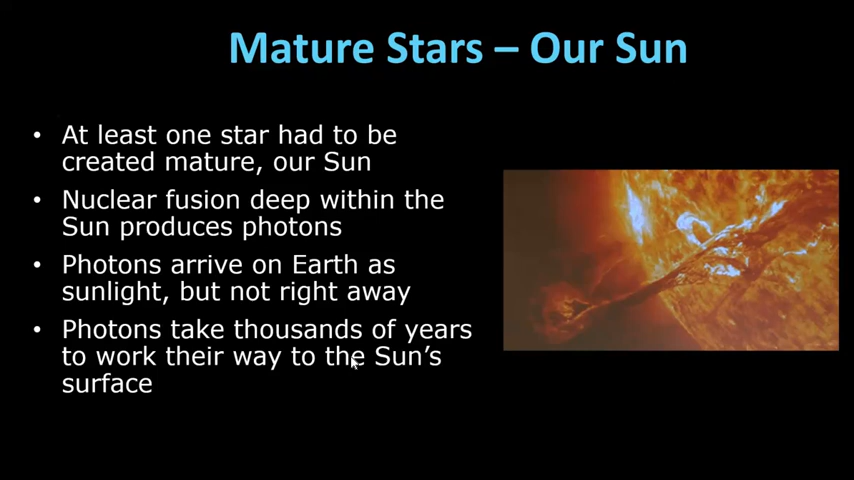 Mature Stars – Our Sun
• At least one star had to be
created mature, our Sun
• Nuclear fusion deep within the
Sun produces photons
• Photons arrive on Earth as
sunlight, but not right away
• Photons take thousands of years
to work their way to the Sun’s
surface